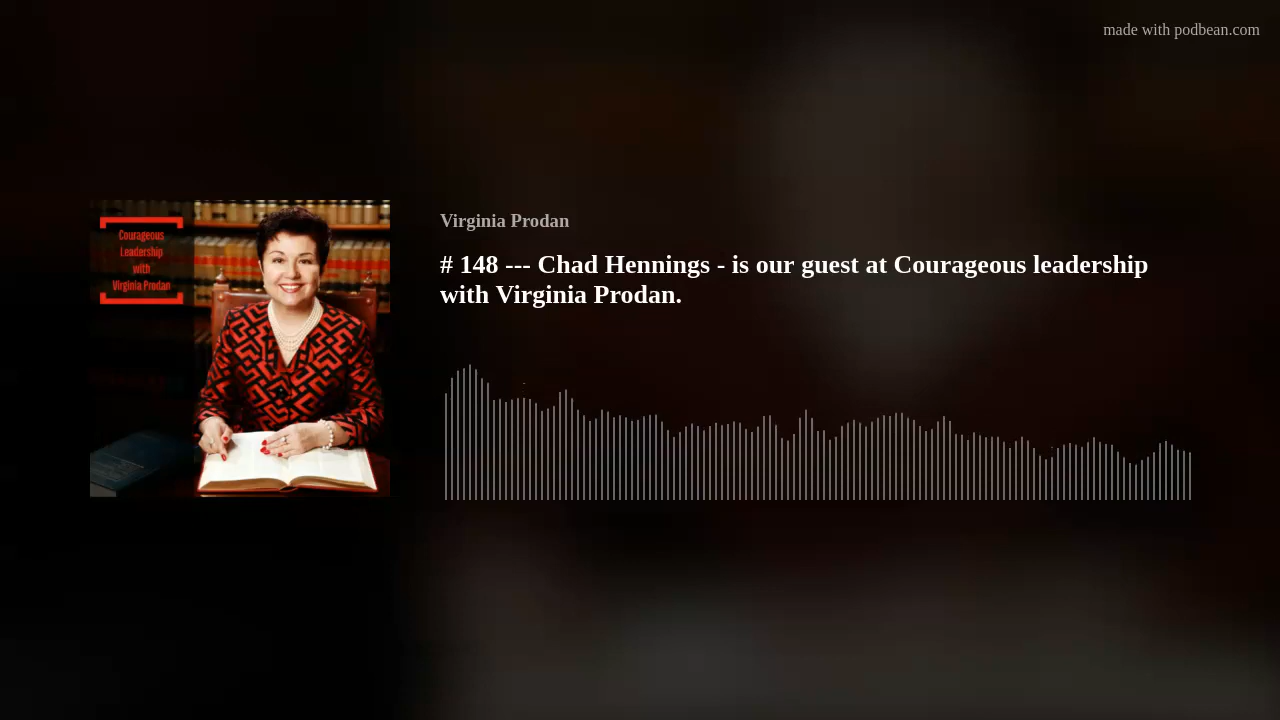 made with podbean.com
Courageous
Leadership
with
Virginia Prodan
Virginia Prodan
# 148 --- Chad Hennings - is our guest at Courageous leadership
with Virginia Prodan.